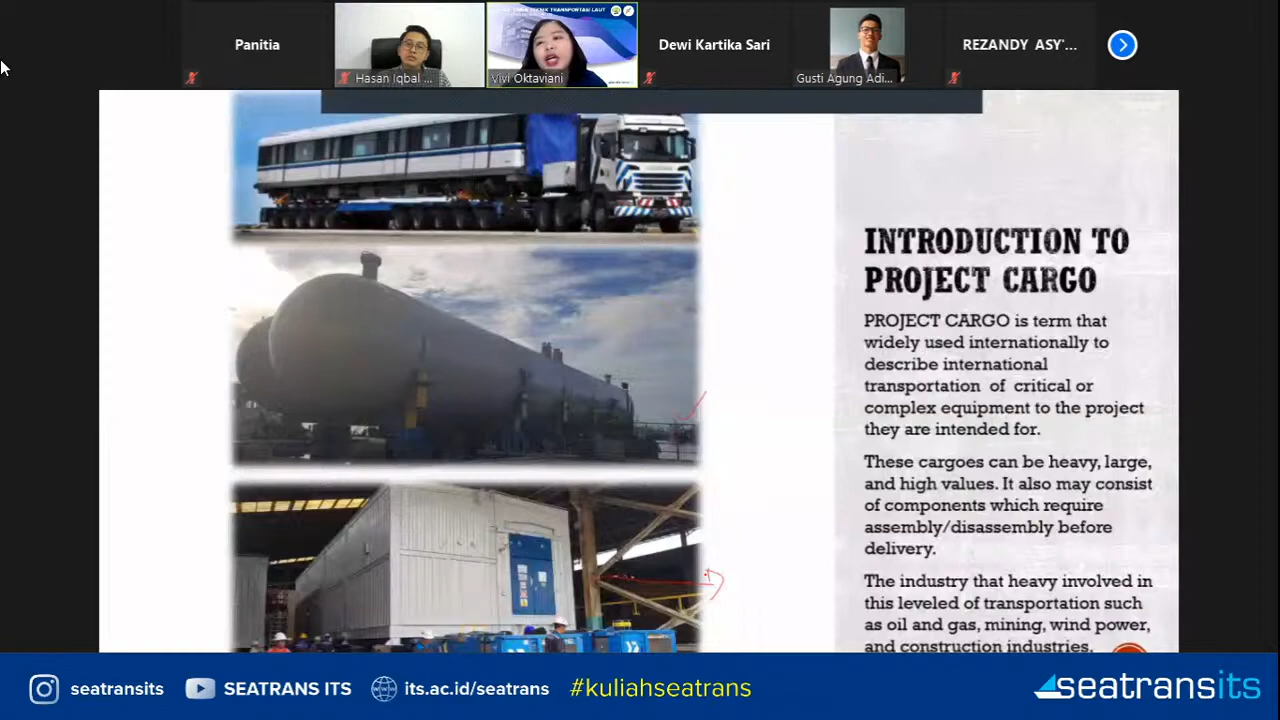 TEKNIK TRANSPORTASI LAUT
Panitia
Hasan Iqbal ...
Vivi Oktaviani
Dewi Kartika Sari
Gusti Agung Adi...
REZANDY ASY'...
INTRODUCTION TO
PROJECT CARGO
PROJECT CARGO is term that
widely used internationally to
describe international
transportation of critical or
complex equipment to the project
they are intended for.
These cargoes can be heavy, large,
and high values. It also may consist
of components which require
assembly/disassembly before
delivery.
The industry that heavy involved in
this leveled of transportation such
as oil and gas, mining, wind power,
and construction industries.
seatransits
SEATRANS ITS
its.ac.id/seatrans
#kuliahseatrans
seatransits